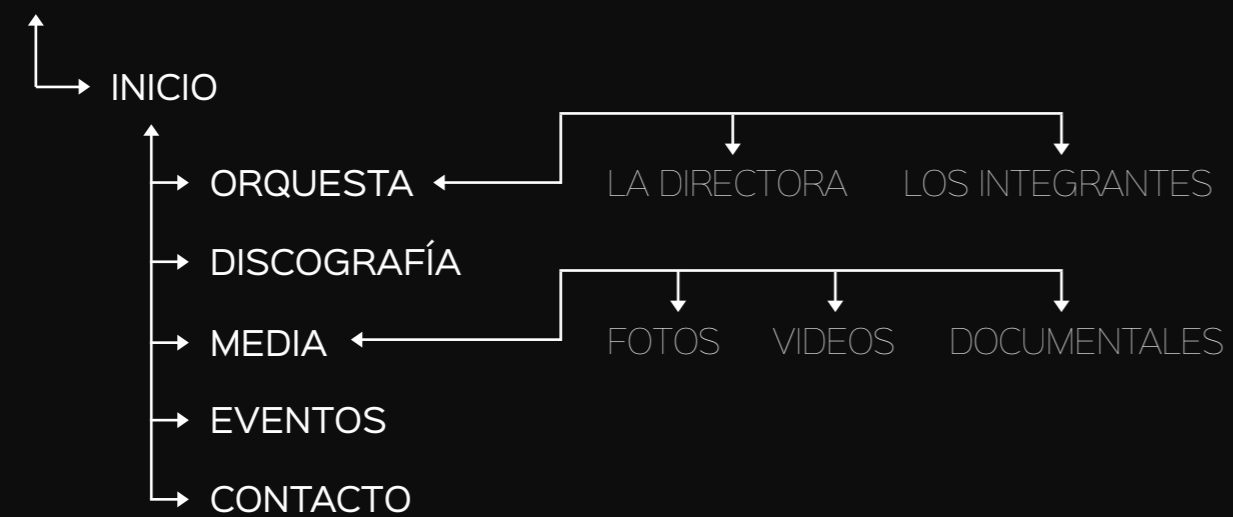 INICIO
ORQUESTA LA DIRECTORA LOS INTEGRANTES
DISCOGRAFÍA
MEDIA FOTOS VIDEOS DOCUMENTALES
EVENTOS
CONTACTO